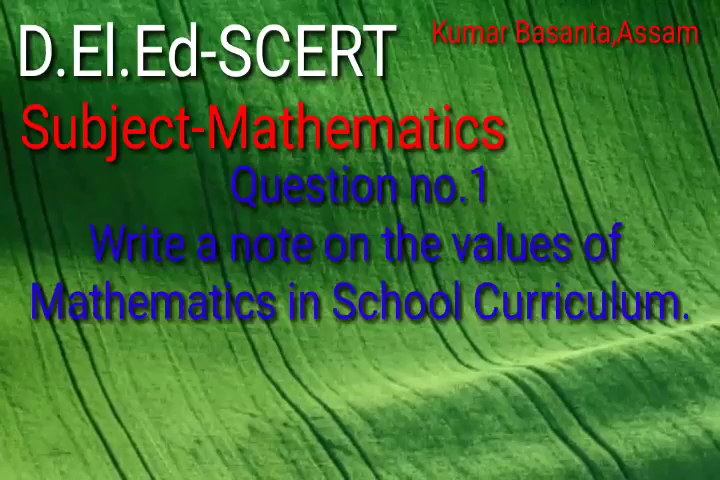 D.El.Ed-SCERT
Kumar Basanta,Assam
Subject-Mathematics
Question no.1
Write a note on the values of
Mathematics in School Curriculum.